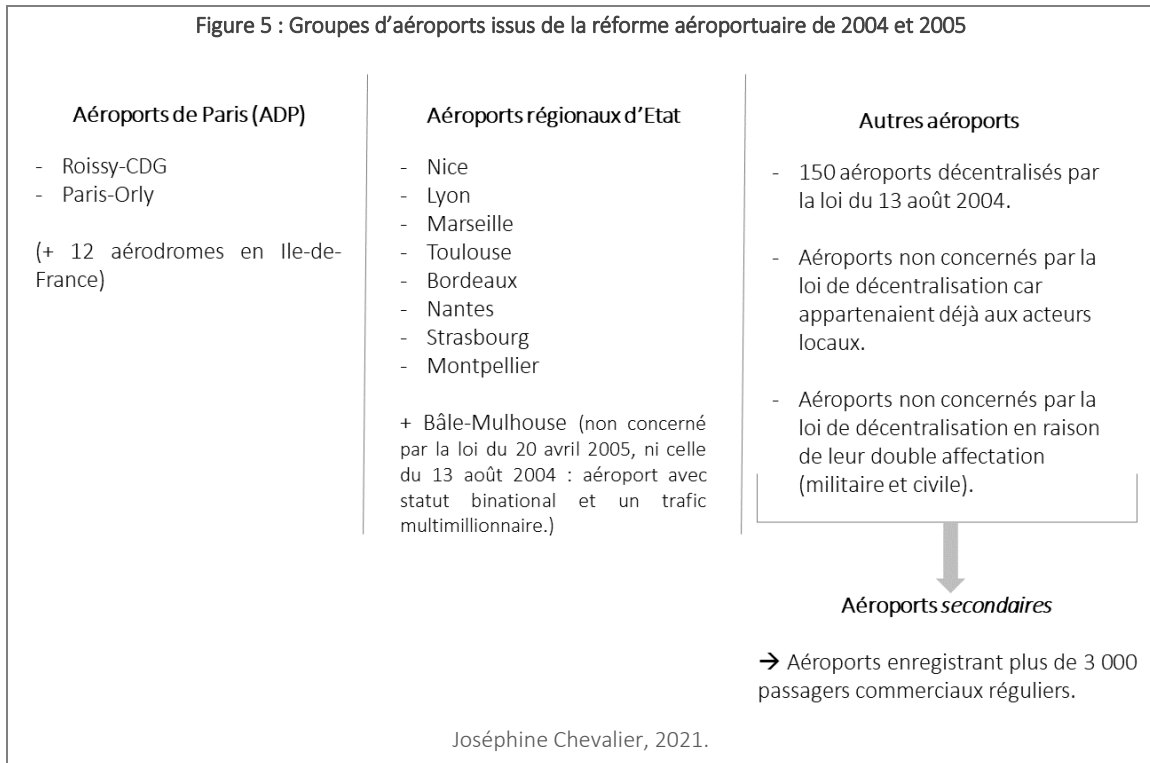 Figure 5 : Groupes d'aéroports issus de la réforme aéroportuaire de 2004 et 2005
Aéroports de Paris (ADP)
- Roissy-CDG
- Paris-Orly
(+ 12 aérodromes en Ile-de-
France)
Aéroports régionaux d'Etat
- Nice
- Lyon
- Marseille
- Toulouse
- Bordeaux
- Nantes
- Strasbourg
- Montpellier
+ Bâle-Mulhouse (non concerné
par la loi du 20 avril 2005, ni celle
du 13 août 2004 : aéroport avec
statut binational et un trafic
multimillionnaire.)
Autres aéroports
- 150 aéroports décentralisés par
la loi du 13 août 2004.
- Aéroports non concernés par la
loi de décentralisation car
appartenaient déjà aux acteurs
locaux.
- Aéroports non concernés par la
loi de décentralisation en raison
de leur double affectation
(militaire et civile).
Aéroports secondaires
→ Aéroports enregistrant plus de 3 000
passagers commerciaux réguliers.
Joséphine Chevalier, 2021.